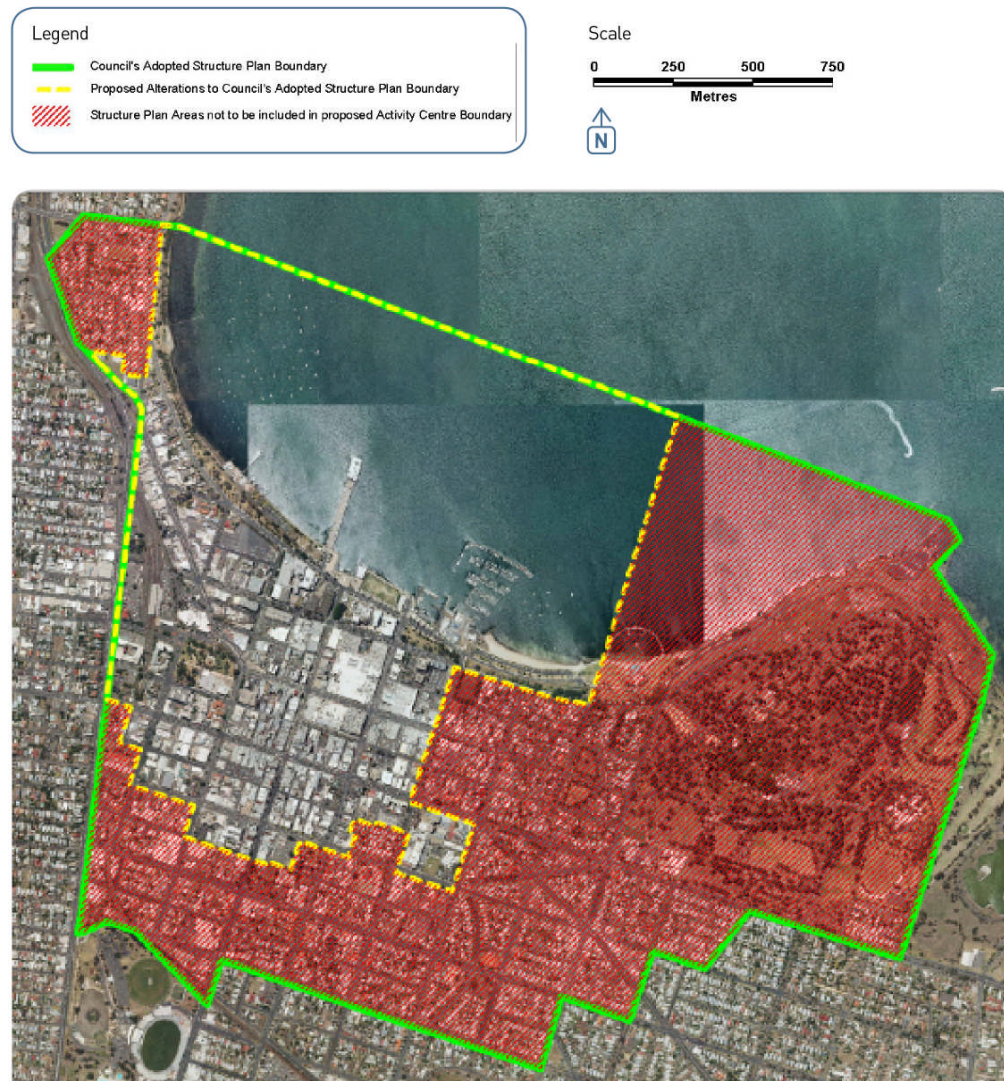 Legend
Council's Adopted Structure Plan Boundary
Proposed Alterations to Council's Adopted Structure Plan Boundary
Structure Plan Areas not to be included in proposed Activity Centre Boundary
Scale
0 250 500 750
Metres
N